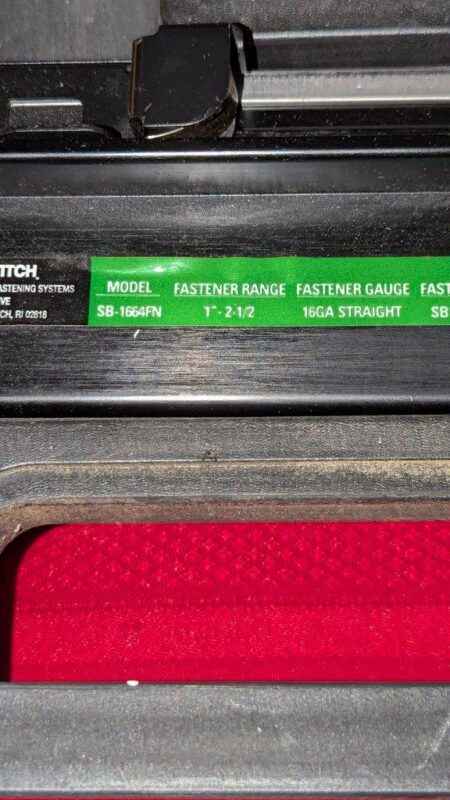 ITCH
ASTENING SYSTEMS
VE
CH, RI 02818
MODEL FASTENER RANGE FASTENER GAUGE FAST
SB-1664FN 1" - 2-1/2 16GA STRAIGHT SB